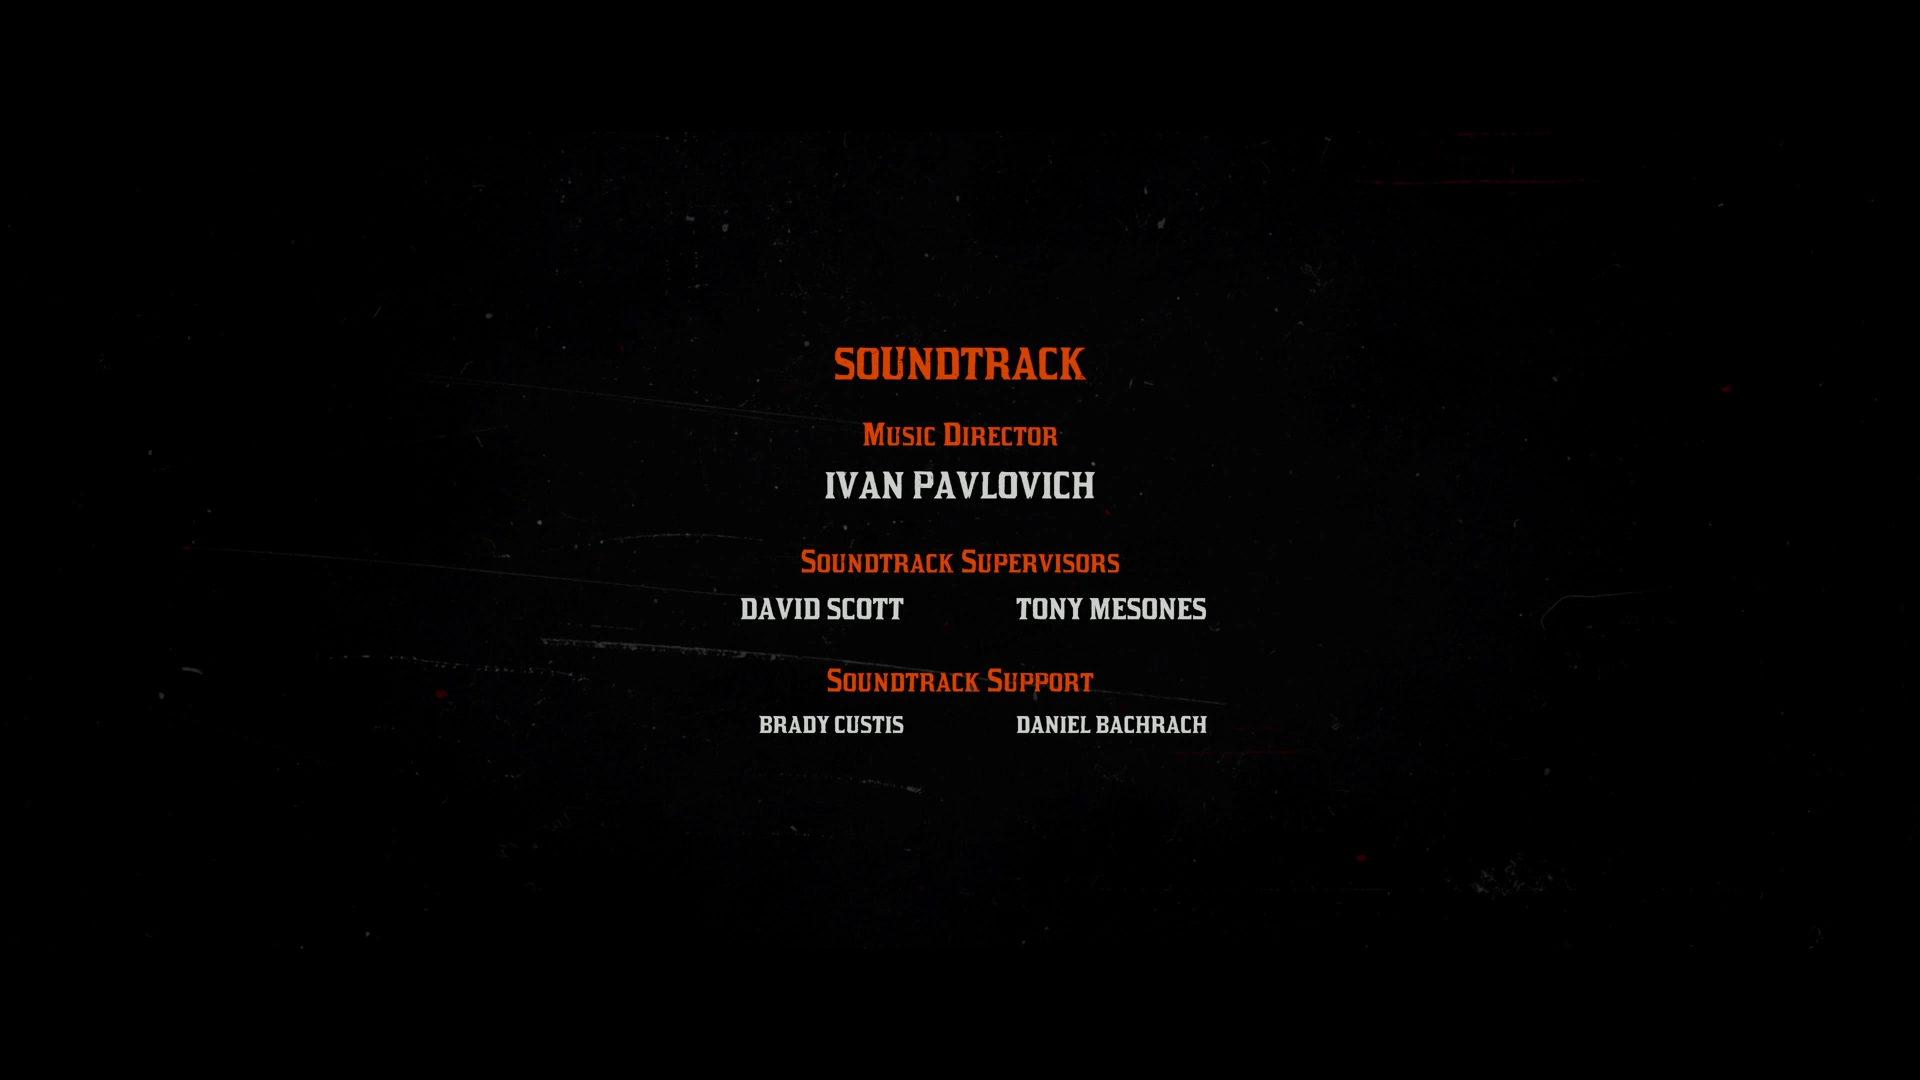 SOUNDTRACK
MUSIC DIRECTOR
IVAN PAVLOVICH
SOUNDTRACK SUPERVISORS
DAVID SCOTT TONY MESONES
SOUNDTRACK SUPPORT
BRADY CUSTIS DANIEL BACHRACH